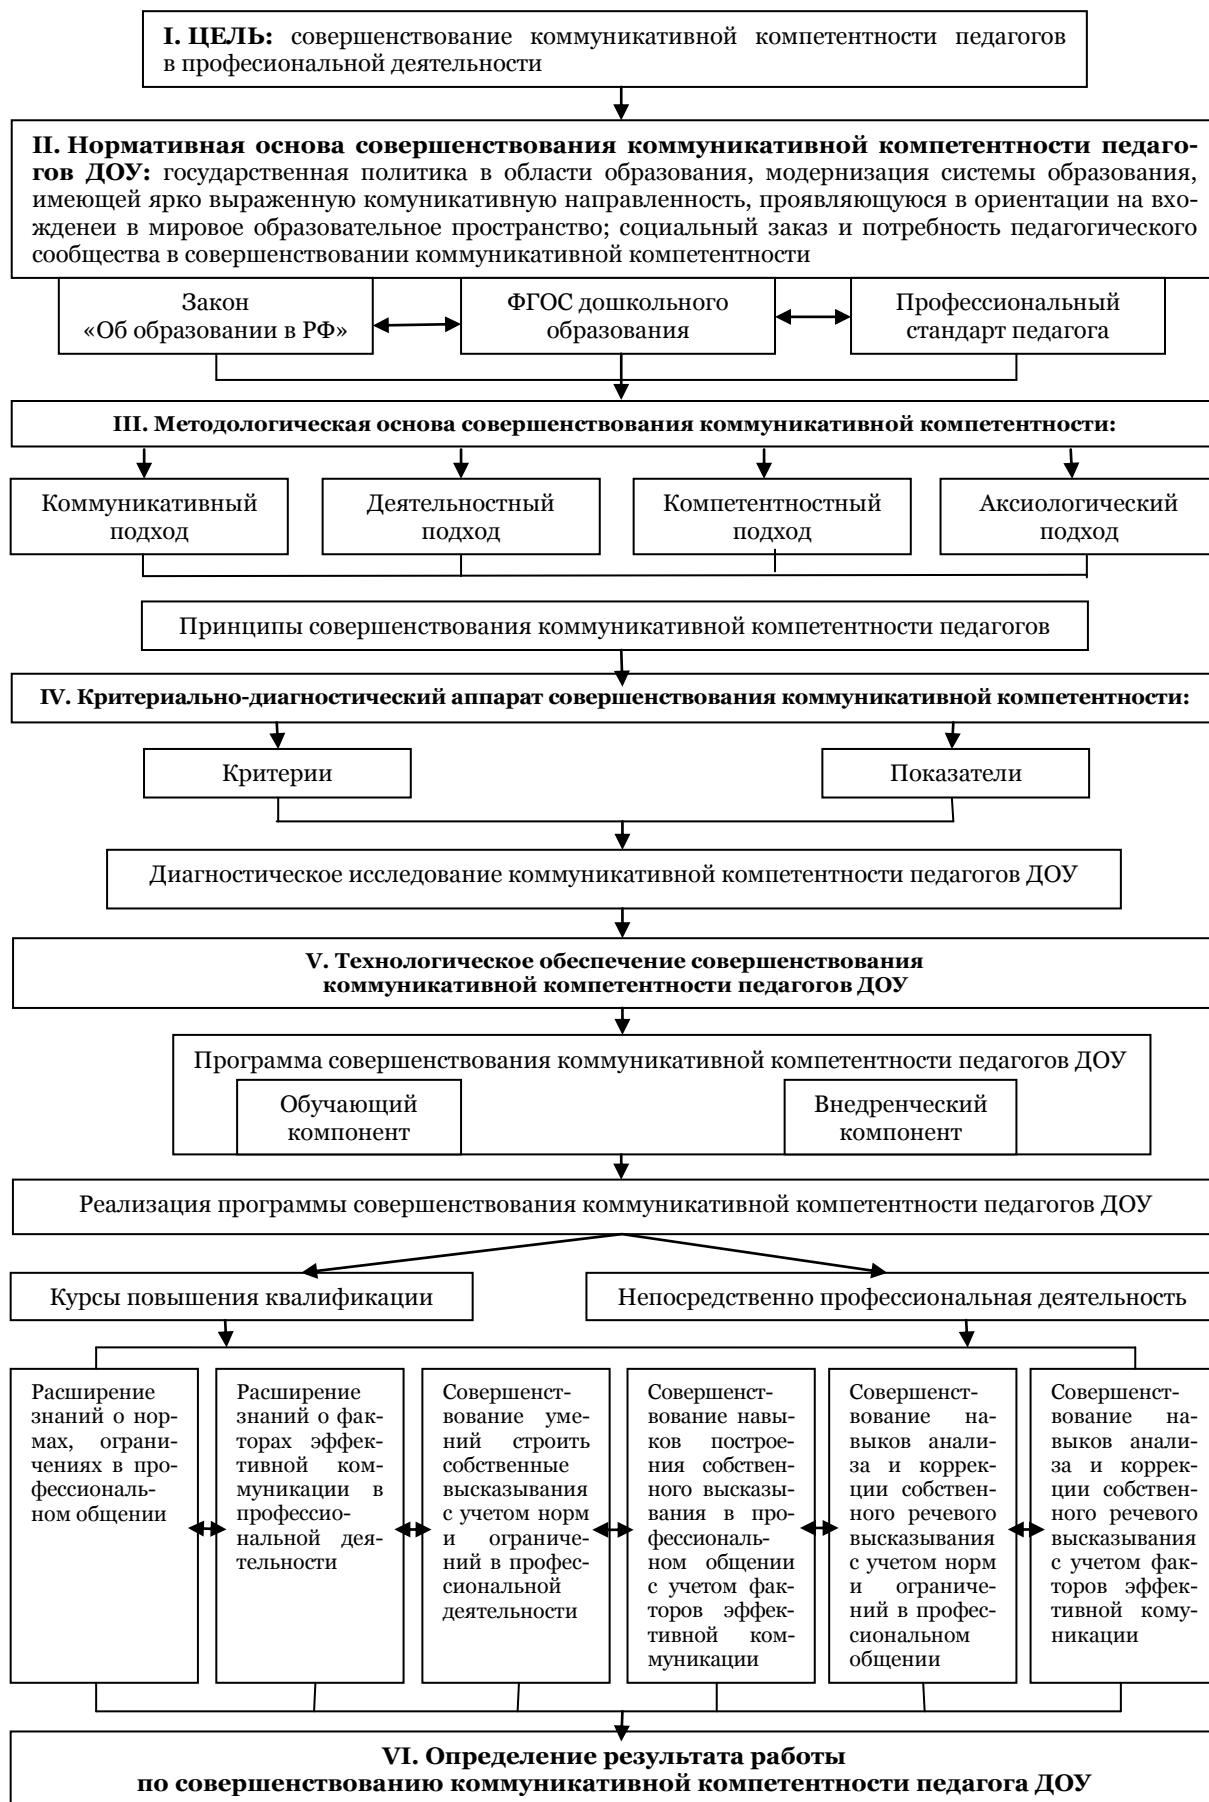 I. ЦЕЛЬ: совершенствование коммуникативной компетентности педагогов
в професиональной деятельности
II. Нормативная основа совершенствования коммуникативной компетентности педаго-
гов ДОУ: государственная политика в области образования, модернизация системы образования,
имеющей ярко выраженную комуникативную направленность, проявляющуюся в ориентации на вхо-
жденеи в мировое образовательное пространство; социальный заказ и потребность педагогического
сообщества в совершенствовании коммуникативной компетентности
Закон
«Об образовании в РФ»
ФГОС дошкольного
образования
Профессиональный
стандарт педагога
III. Методологическая основа совершенствования коммуникативной компетентности:
Коммуникативный
подход
Деятельностный
подход
Компетентностный
подход
Аксиологический
подход
Принципы совершенствования коммуникативной компетентности педагогов
IV. Критериально-диагностический аппарат совершенствования коммуникативной компетентности:
Критерии
Показатели
Диагностическое исследование коммуникативной компетентности педагогов ДОУ
V. Технологическое обеспечение совершенствования
коммуникативной компетентности педагогов ДОУ
Программа совершенствования коммуникативной компетентности педагогов ДОУ
Обучающий
компонент
Внедренческий
компонент
Реализация программы совершенствования коммуникативной компетентности педагогов ДОУ
Курсы повышения квалификации
Непосредственно профессиональная деятельность
Расширение
знаний о нор-
мах, ограни-
чениях в про-
фессиональ-
ном общении
Расширение
знаний о фак-
торах эффек-
тивной ком-
муникации в
профессио-
нальной дея-
тельности
Совершенст-
вование уме-
ний строить
собственные
высказывания
с учетом норм
и ограниче-
ний в профес-
сиональной
деятельности
Совершенст-
вование навы-
ков построе-
ния собствен-
ного высказы-
вания в про-
фессиональ-
ном общении
с учетом фак-
торов эффек-
тивной ком-
муникации
Совершенст-
вование на-
выков анали-
за и коррек-
ции собствен-
ного речевого
высказывания
с учетом норм
и ограниче-
ний в профес-
сиональном
общении
Совершенст-
вование на-
выков анали-
за и коррек-
ции собствен-
ного речевого
высказывания
с учетом фак-
торов эффек-
тивной кому-
никации
VI. Определение результата работы
по совершенствованию коммуникативной компетентности педагога ДОУ